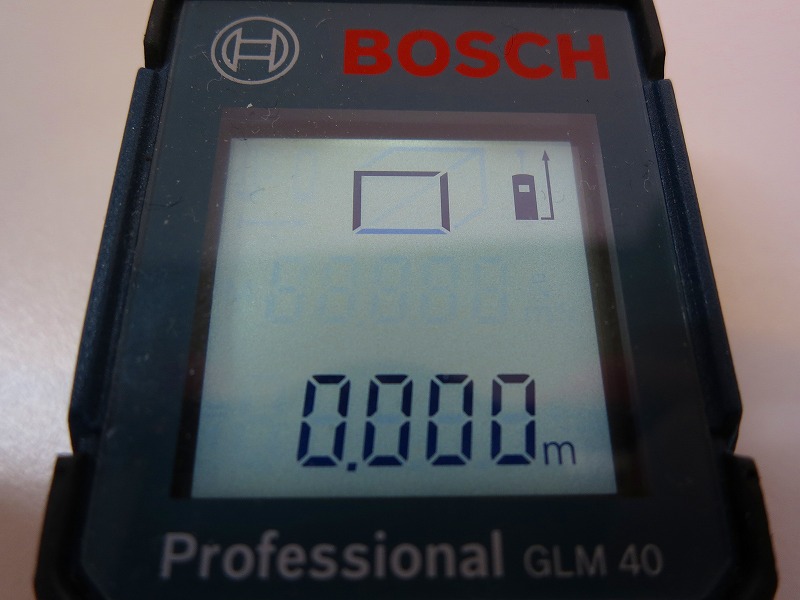 BOSCH
0.000m
Professional GLM 40